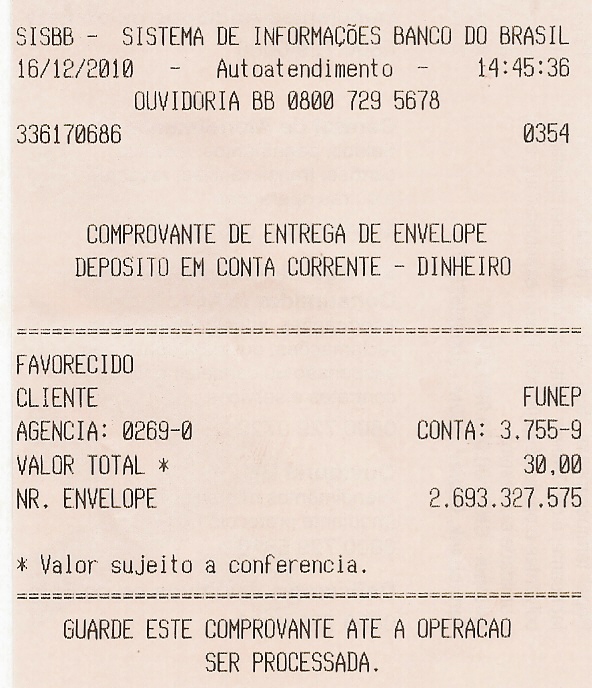 SISBB - SISTEMA DE INFORMAÇÕES BANCO DO BRASIL
16/12/2010 - Autoatendimento - 14:45:36
OUVIDORIA BB 0800 729 5678
336170686 0354
COMPROVANTE DE ENTREGA DE ENVELOPE
DEPOSITO EM CONTA CORRENTE - DINHEIRO
================================================
FAVORECIDO
CLIENTE FUNEP
AGENCIA: 0269-0 CONTA: 3.755-9
VALOR TOTAL * 30,00
NR. ENVELOPE 2.693.327.575
* Valor sujeito a conferencia.
================================================
GUARDE ESTE COMPROVANTE ATE A OPERACAO
SER PROCESSADA.